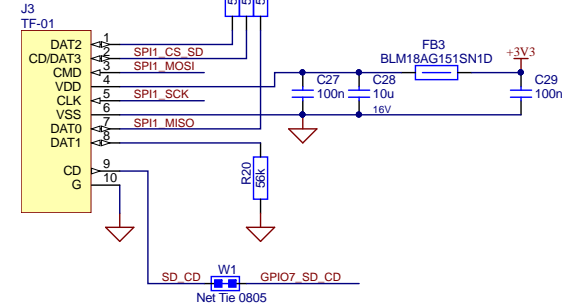 J3
TF-01
DAT2 1
CD/DAT3 2 SPI1_CS_SD
CMD 3 SPI1_MOSI
VDD 4
CLK 5 SPI1_SCK
VSS 6
DAT0 7 SPI1_MISO
DAT1 8
CD 9
G 10
FB3
BLM18AG151SN1D
+3V3
C27
100n
C28
10u
16V
C29
100n
R20
56k
W1
SD_CD GPIO7_SD_CD
Net Tie 0805